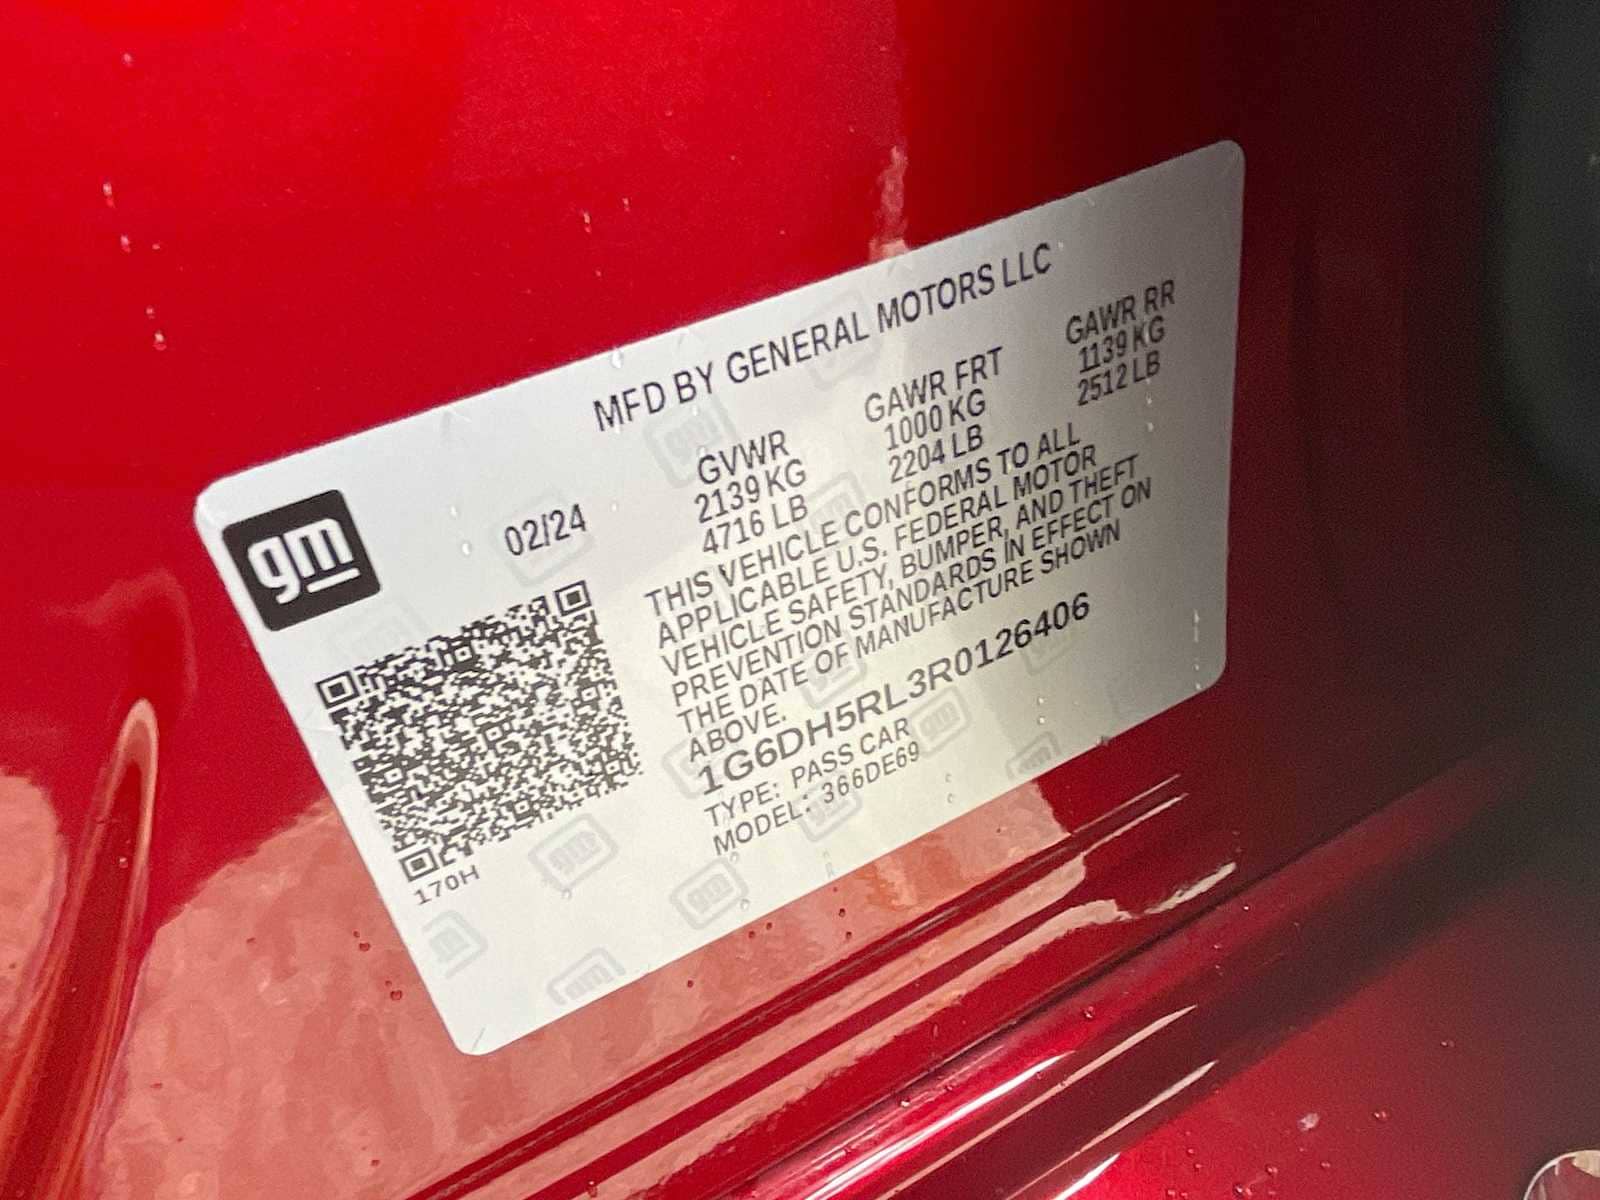 MFD BY GENERAL MOTORS LLC
gm
02/24
GVWR GAWR FRT GAWR RR
2139 KG 1000 KG 1139 KG
4716 LB 2204 LB 2512 LB
THIS VEHICLE CONFORMS TO ALL
APPLICABLE U.S. FEDERAL MOTOR
VEHICLE SAFETY, BUMPER, AND THEFT
PREVENTION STANDARDS IN EFFECT ON
THE DATE OF MANUFACTURE SHOWN
ABOVE.
1G6DH5RL3R0126406
TYPE: PASS CAR
MODEL: 366DE69
170H